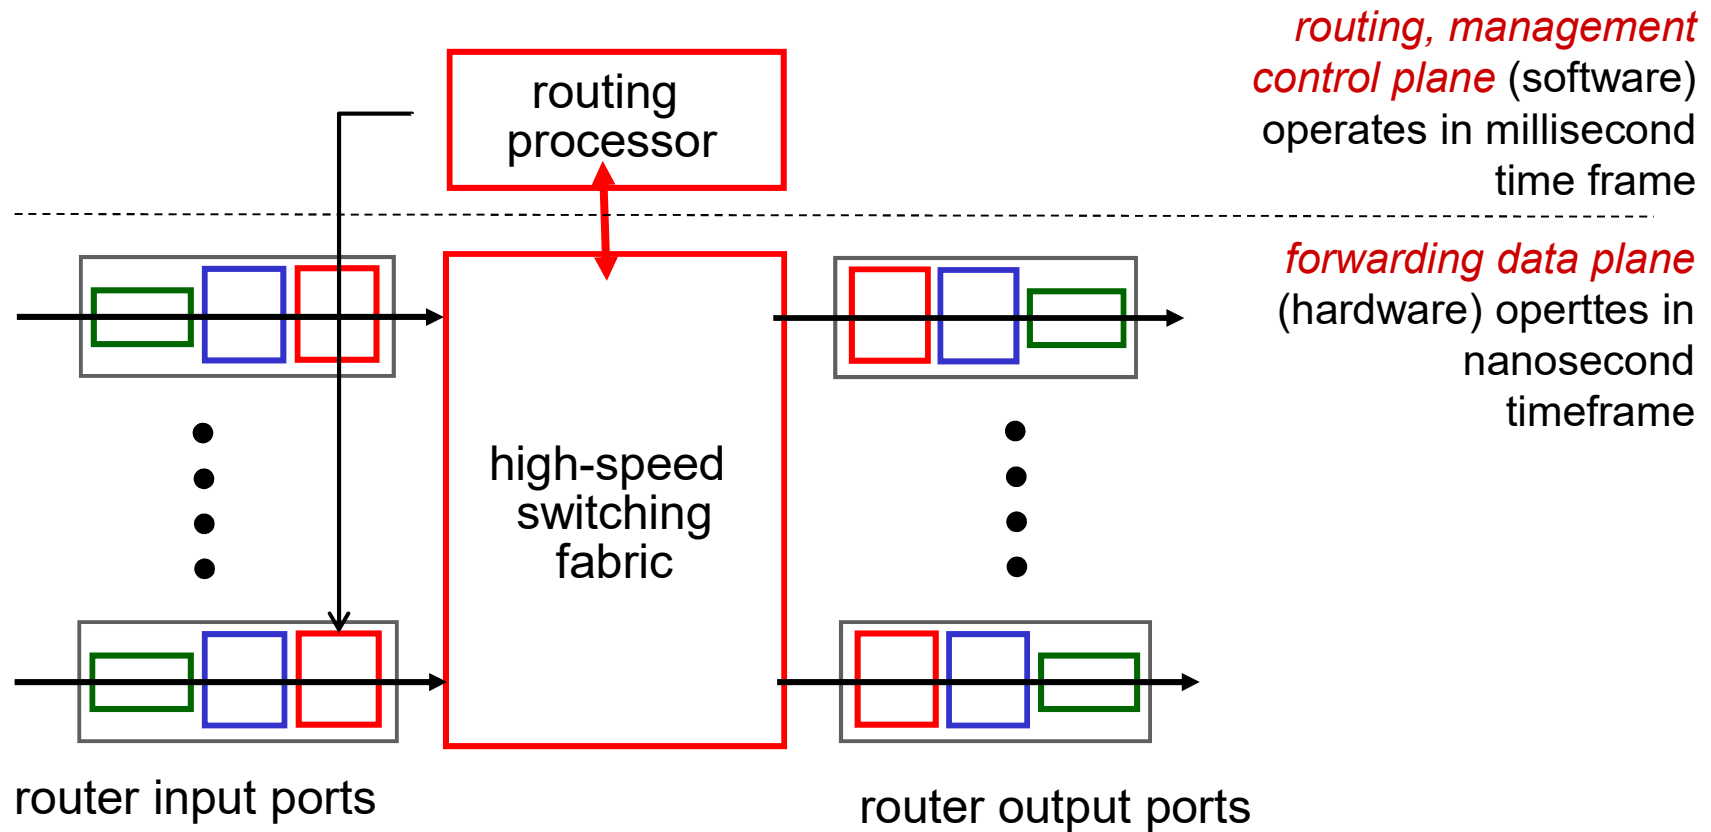 routing, management
control plane (software)
operates in millisecond
time frame
routing
processor
forwarding data plane
(hardware) operttes in
nanosecond
timeframe
high-speed
switching
fabric
router input ports
router output ports